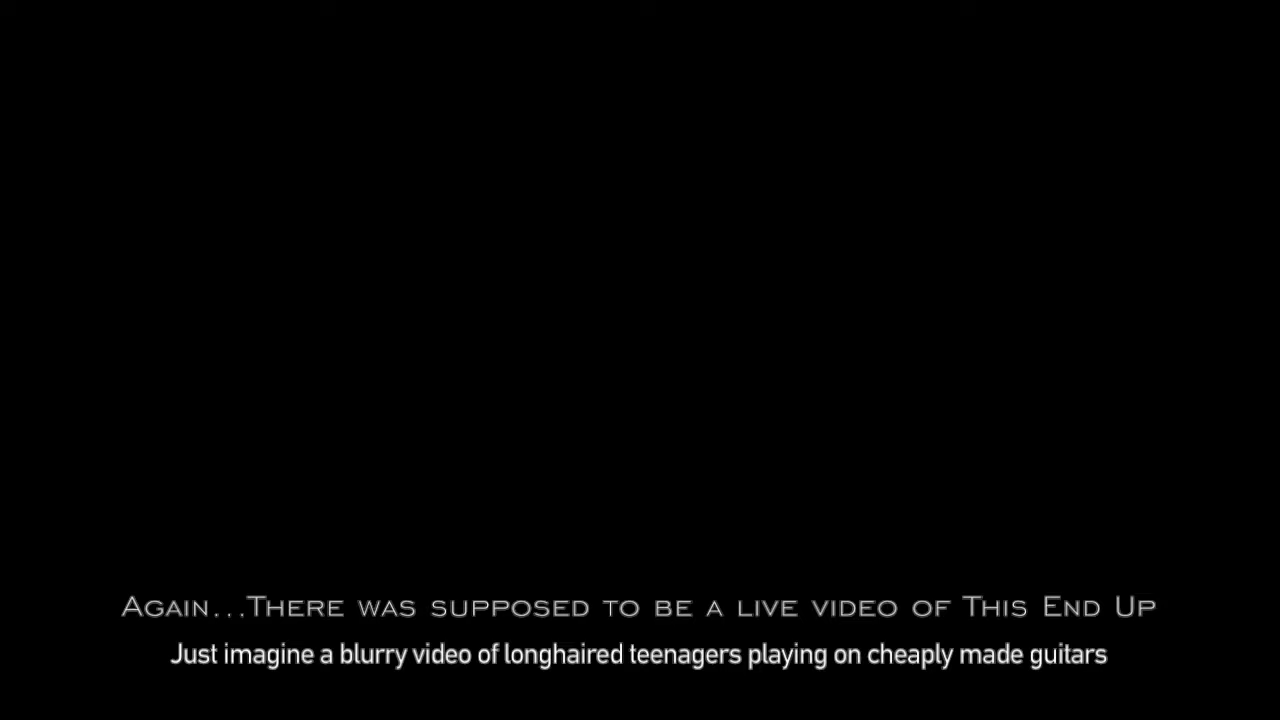 Again...There was supposed to be a live video of This End Up
Just imagine a blurry video of longhaired teenagers playing on cheaply made guitars